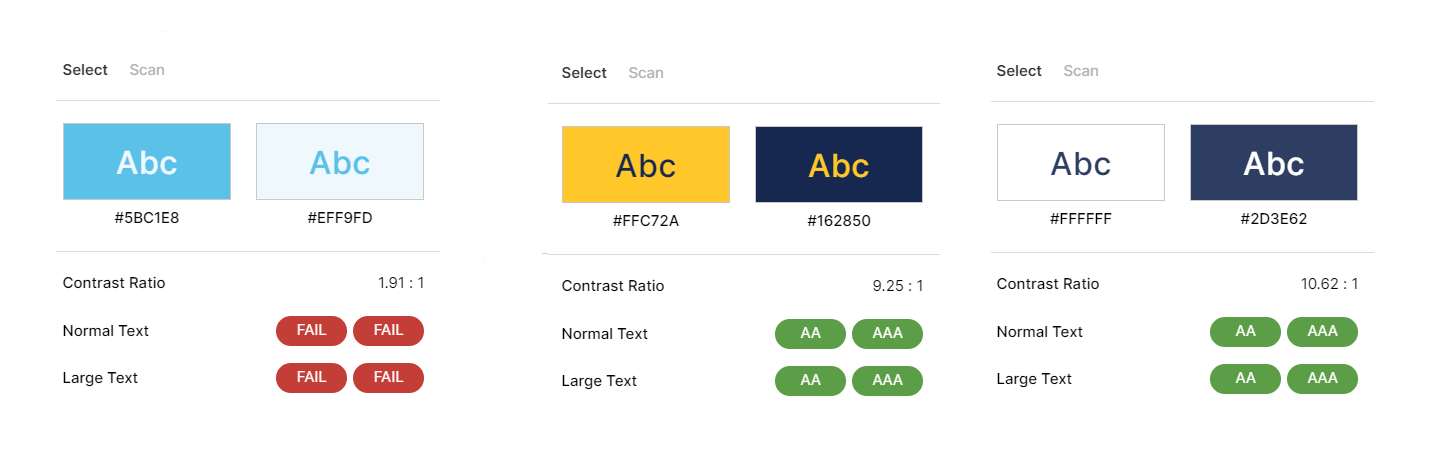 Select Scan
Abc Abc
#5BC1E8 #EFF9FD
Contrast Ratio 1.91 : 1
Normal Text FAIL FAIL
Large Text FAIL FAIL
Select Scan
Abc Abc
#FFC72A #162850
Contrast Ratio 9.25 : 1
Normal Text AA AAA
Large Text AA AAA
Select Scan
Abc Abc
#FFFFFF #2D3E62
Contrast Ratio 10.62 : 1
Normal Text AA AAA
Large Text AA AAA